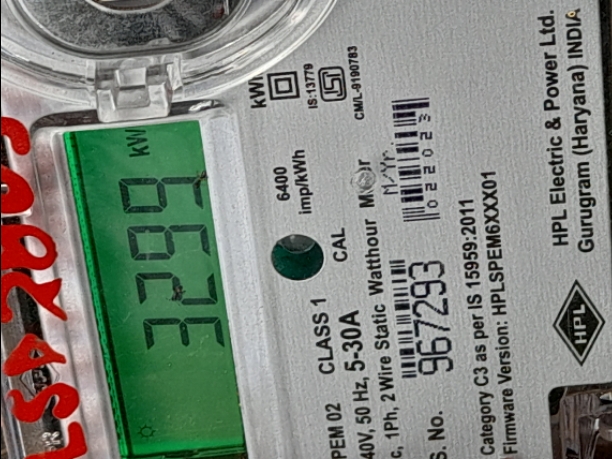 3299 kW
kWh
6400
imp/kWh
IS:13779
CM/L-9190783
CAL
PEM 02 CLASS 1
40V, 50 Hz, 5-30A
c, 1Ph, 2 Wire Static Watthour
M/Yr.
022023
S. No. 967293
Category C3 as per IS 15959:2011
Firmware Version: HPLSPEM6XXX01
HPL
HPL Electric & Power Ltd.
Gurugram (Haryana) INDIA